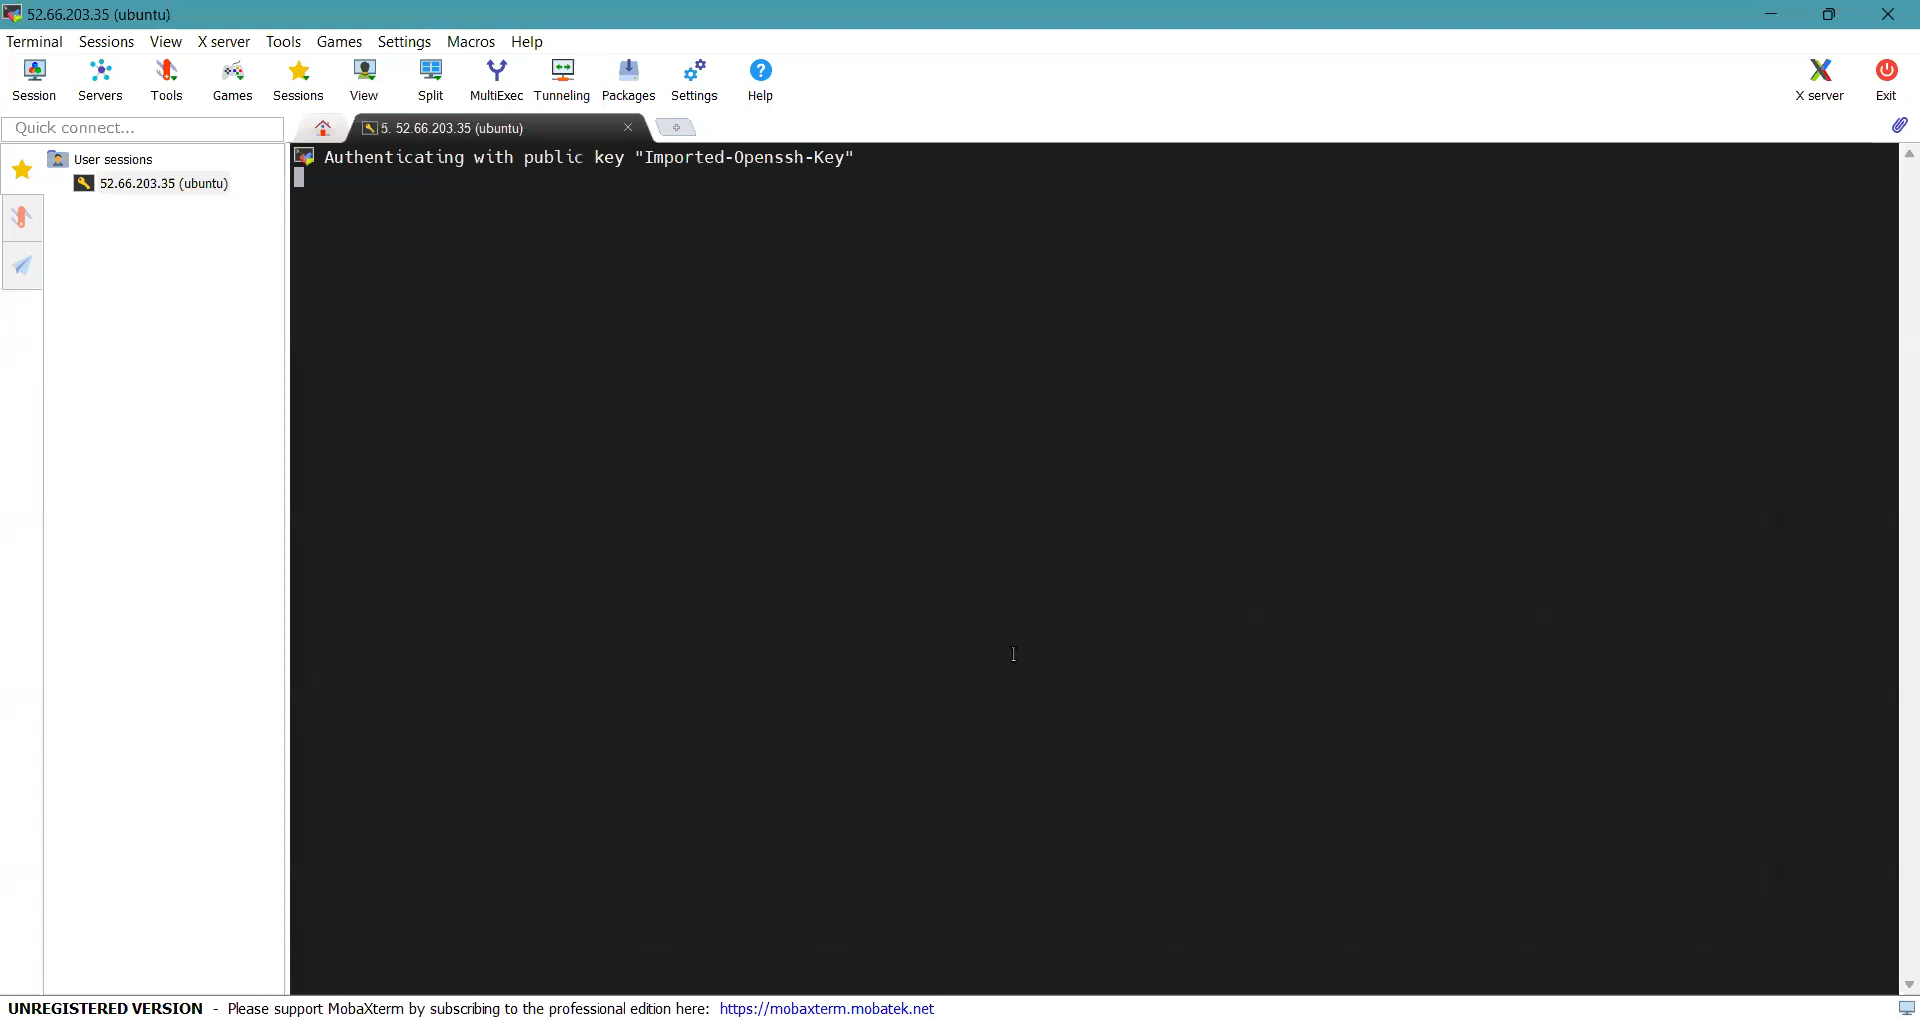 52.66.203.35 (ubuntu)
Terminal Sessions View X server Tools Games Settings Macros Help
Session Servers Tools Games Sessions View Split MultiExec Tunneling Packages Settings Help X server Exit
Quick connect...
5. 52.66.203.35 (ubuntu)
User sessions
52.66.203.35 (ubuntu)
Authenticating with public key "Imported-Openssh-Key"
UNREGISTERED VERSION - Please support MobaXterm by subscribing to the professional edition here: https://mobaxterm.mobatek.net